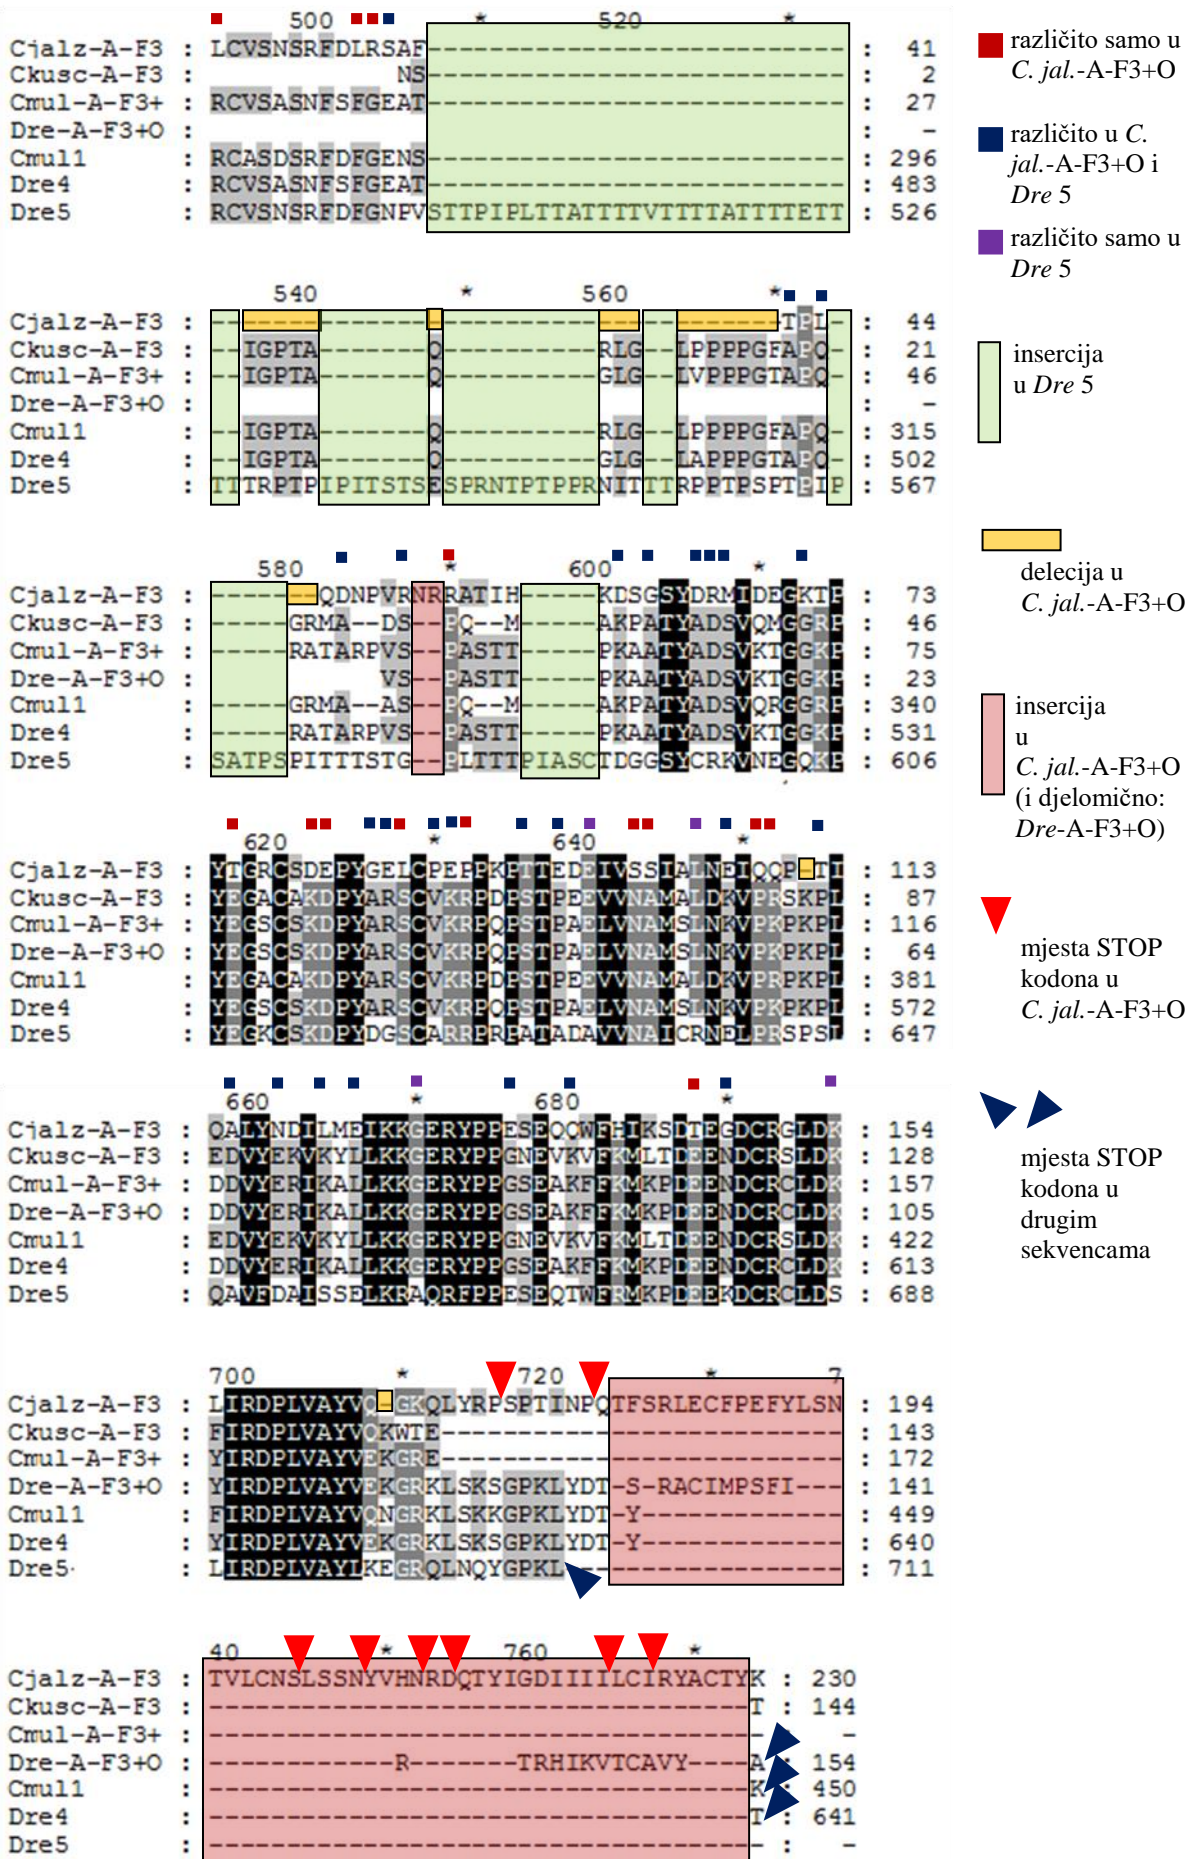 500 * 520 *
Cjalz-A-F3 : LCVSNSRFDLRSAF--------------------------- : 41
Ckusc-A-F3 : NS--------------------------- : 2
Cmul-A-F3+ : RCVSASNFSFGEAT--------------------------- : 27
Dre-A-F3+O : --------------------------- : -
Cmul1 : RCASDSRFDFGENS--------------------------- : 296
Dre4 : RCVSASNFSFGEAT--------------------------- : 483
Dre5 : RCVSNSRFDFGNPVSTTPIPLTTATTTTVTTTTATTTTETT : 526
540 * 560 *
Cjalz-A-F3 : -------------------------------------TPL- : 44
Ckusc-A-F3 : --IGPTA-------Q----------RLG--LPPPPGFAPQ- : 21
Cmul-A-F3+ : --IGPTA-------Q----------GLG--LVPPPGTAPQ- : 46
Dre-A-F3+O : : -
Cmul1 : --IGPTA-------Q----------RLG--LPPPPGFAPQ- : 315
Dre4 : --IGPTA-------Q----------GLG--LAPPPGTAPQ- : 502
Dre5 : TTTRPTPIPITSTSESPRNTPTPPRNITTTTRPPTPSPTPIP : 567
580 * 600 *
Cjalz-A-F3 : -------QDNPVRNRRATIH-----KDSGSYDRMIDEGKTP : 73
Ckusc-A-F3 : -----GRMA--DS--PQ--M-----AKPATYADSVQMGGRP : 46
Cmul-A-F3+ : -----RATARPVS--PASTT-----PKAATYADSVKTGGKP : 75
Dre-A-F3+O : VS--PASTT-----PKAATYADSVKTGGKP : 23
Cmul1 : -----GRMA--AS--PQ--M-----AKPATYADSVQRGGRP : 340
Dre4 : -----RATARPVS--PASTT-----PKAATYADSVKTGGKP : 531
Dre5 : SATPSPITTTSTG--PLTTTPIASCTDGGSYCRKVNEGQKP : 606
620 * 640 *
Cjalz-A-F3 : YTGRCSDEPYGELCPEPPKPTTEDEIVSSIALNEIQQP-TI : 113
Ckusc-A-F3 : YEGACAKDPYARSCVKRPDPSTPEEVVNAMALDKVPRSKPL : 87
Cmul-A-F3+ : YEGSCSKDPYARSCVKRPQPSTPAELVNAMSLNKVPKPKPL : 116
Dre-A-F3+O : YEGSCSKDPYARSCVKRPQPSTPAELVNAMSLNKVPKPKPL : 64
Cmul1 : YEGACAKDPYARSCVKRPDPSTPEEVVNAMALDKVPRPKPL : 381
Dre4 : YEGSCSKDPYARSCVKRPQPSTPAELVNAMSLNKVPKPKPL : 572
Dre5 : YEGKCSKDPYDGSCARRPRPATADAVVNAICRNELPRSPSL : 647
660 * 680 *
Cjalz-A-F3 : QALYNDILMEIKKGERYPPESEQQWFHIKSDTEGDCRGLDK : 154
Ckusc-A-F3 : EDVYEKVKYLLKKGERYPPGNEVKVFKMLTDEENDCRSLDK : 128
Cmul-A-F3+ : DDVYERIKALLKKGERYPPGSEAKFFKMKPDEENDCRCLDK : 157
Dre-A-F3+O : DDVYERIKALLKKGERYPPGSEAKFFKMKPDEENDCRCLDK : 105
Cmul1 : EDVYEKVKYLLKKGERYPPGNEVKVFKMLTDEENDCRSLDK : 422
Dre4 : DDVYERIKALLKKGERYPPGSEAKFFKMKPDEENDCRCLDK : 613
Dre5 : QAVFDAISSELKRAQRFPPESEQTWFRMKPDEEKDCRCLDS : 688
700 * 720 * 7
Cjalz-A-F3 : LIRDPLVAYVQ-GKQLYRPSPTINPQTFSRLECFPEFYLSN : 194
Ckusc-A-F3 : FIRDPLVAYVQKWTE-------------------------- : 143
Cmul-A-F3+ : YIRDPLVAYVEKGRE-------------------------- : 172
Dre-A-F3+O : YIRDPLVAYVEKGRKLSKSGPKLYDT-S-RACIMPSFI--- : 141
Cmul1 : FIRDPLVAYVQNGRKLSKKGPKLYDT-Y------------- : 449
Dre4 : YIRDPLVAYVEKGRKLSKSGPKLYDT-Y------------- : 640
Dre5· : LIRDPLVAYLKEGRQLNQYGPKL------------------ : 711
40 * 760 *
Cjalz-A-F3 : TVLCNSLSSNYVHNRDQTYIGDIIIILCIRYACTYK : 230
Ckusc-A-F3 : -----------------------------------T : 144
Cmul-A-F3+ : ------------------------------------ : -
Dre-A-F3+O : ------------R-------TRHIKVTCAVY----A : 154
Cmul1 : -----------------------------------K : 450
Dre4 : -----------------------------------T : 641
Dre5 : ------------------------------------ : -
različito samo u
C. jal.-A-F3+O
različito u C.
jal.-A-F3+O i
Dre 5
različito samo u
Dre 5
insercija
u Dre 5
delecija u
C. jal.-A-F3+O
insercija
u
C. jal.-A-F3+O
(i djelomično:
Dre-A-F3+O)
mjesta STOP
kodona u
C. jal.-A-F3+O
mjesta STOP
kodona u
drugim
sekvencama